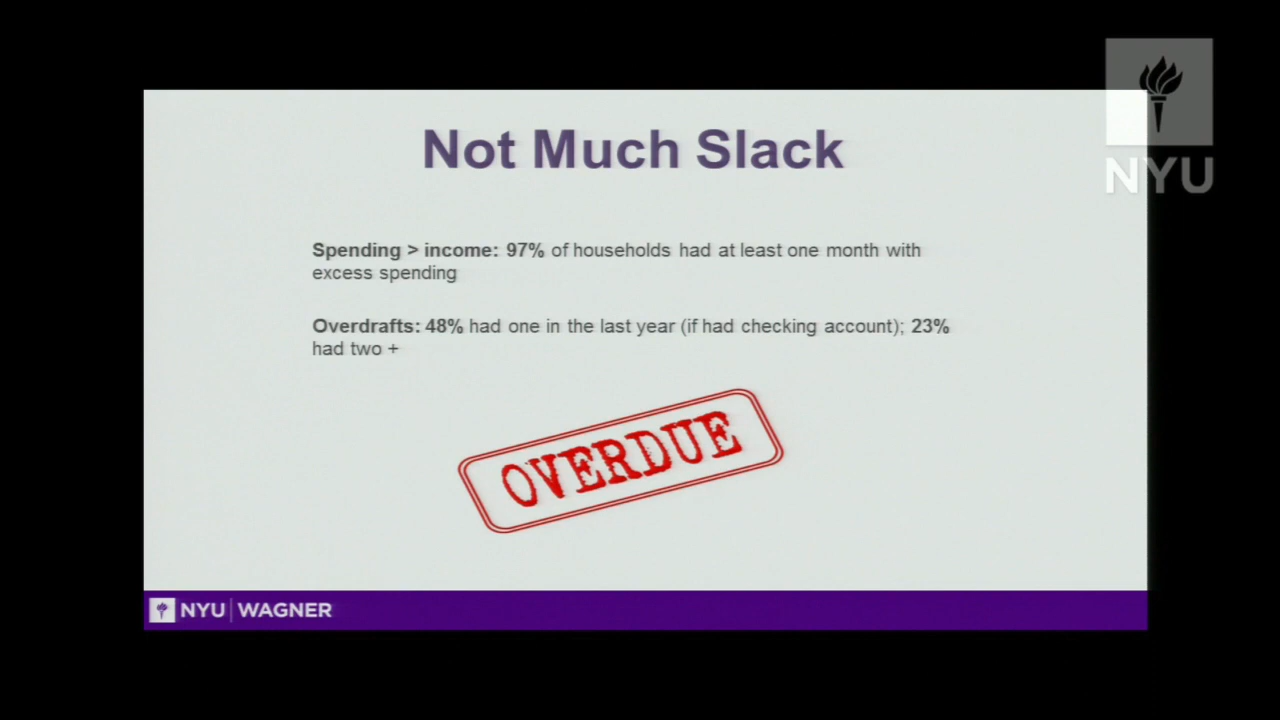 NYU
Not Much Slack
Spending > income: 97% of households had at least one month with
excess spending
Overdrafts: 48% had one in the last year (if had checking account); 23%
had two +
OVERDUE
NYU WAGNER